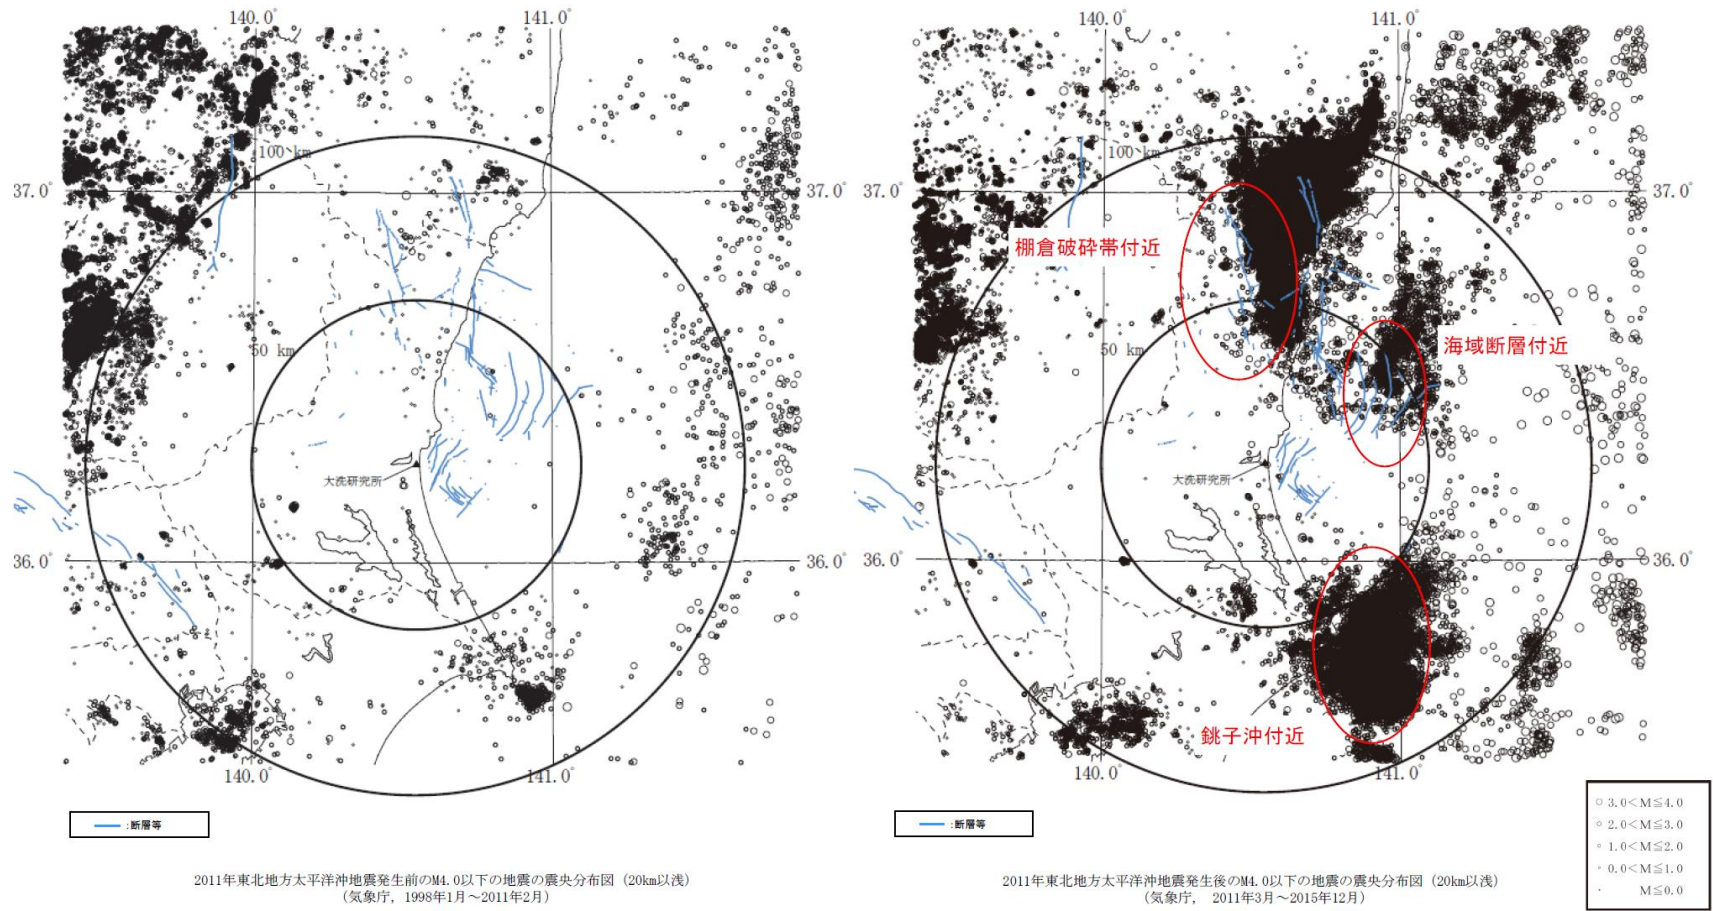 140.0°
141.0°
100 km
37.0°
37.0°
50 km
大洗研究所
36.0°
36.0°
140.0°
141.0°
:断層等
2011年東北地方太平洋沖地震発生前のM4.0以下の地震の震央分布図（20km以浅）
（気象庁，1998年1月～2011年2月）
140.0°
141.0°
100 km
37.0°
棚倉破砕帯付近
50 km
海域断層付近
大洗研究所
36.0°
銚子沖付近
140.0°
141.0°
:断層等
3.0＜M≦4.0
2.0＜M≦3.0
1.0＜M≦2.0
0.0＜M≦1.0
M≦0.0
2011年東北地方太平洋沖地震発生後のM4.0以下の地震の震央分布図（20km以浅）
（気象庁， 2011年3月～2015年12月）